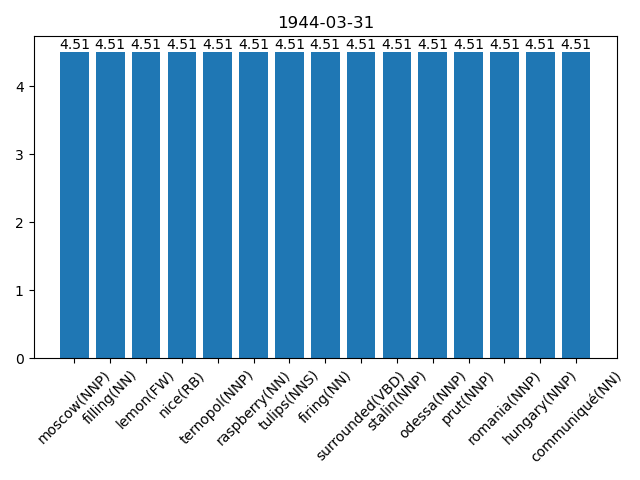 1944-03-31
4.51 4.51 4.51 4.51 4.51 4.51 4.51 4.51 4.51 4.51 4.51 4.51 4.51 4.51 4.51
4
3
2
1
0
moscow(NNP)
filling(NN)
lemon(FW)
nice(RB)
ternopol(NNP)
raspberry(NN)
tulips(NNS)
firing(NN)
surrounded(VBD)
stalin(NNP)
odessa(NNP)
prut(NNP)
romania(NNP)
hungary(NNP)
communiqué(NN)